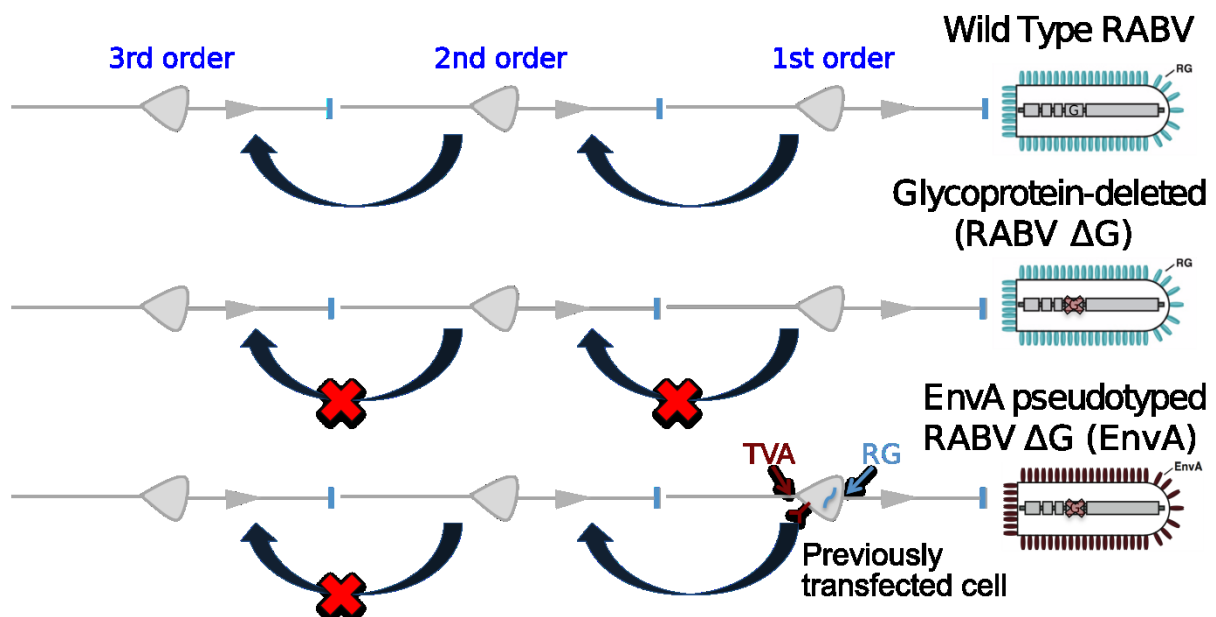 Wild Type RABV
3rd order
2nd order
1st order
RG
G
Glycoprotein-deleted
(RABV ΔG)
RG
G
EnvA pseudotyped
RABV ΔG (EnvA)
TVA
RG
EnvA
G
Previously
transfected cell